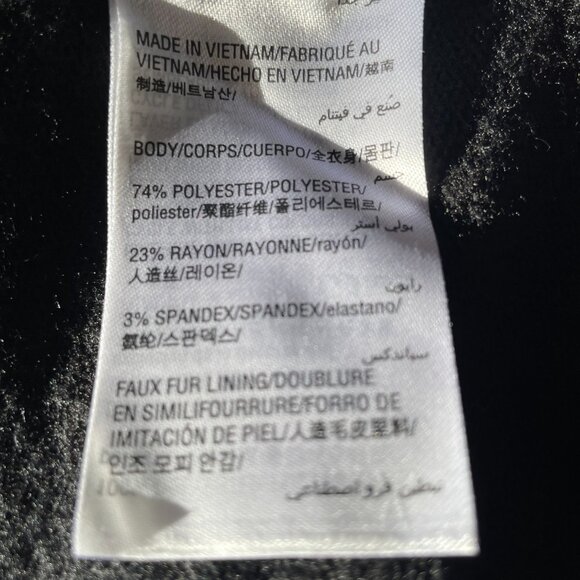 MADE IN VIETNAM/FABRIQUÉ AU
VIETNAM/HECHO EN VIETNAM/越南
制造/베트남산/
صنع في فيتنام
BODY/CORPS/CUERPO/全衣身/몸판/
جسم
74% POLYESTER/POLYESTER/
poliester/聚酯纤维/폴리에스테르/
بولي أستر
23% RAYON/RAYONNE/rayón/
人造丝/레이온/
رايون
3% SPANDEX/SPANDEX/elastano/
氨纶/스판덱스/
سباندكس
FAUX FUR LINING/DOUBLURE
EN SIMILIFOURRURE/FORRO DE
IMITACIÓN DE PIEL/人造毛皮里料/
인조 모피 안감/
تبطين فرو اصطناعي